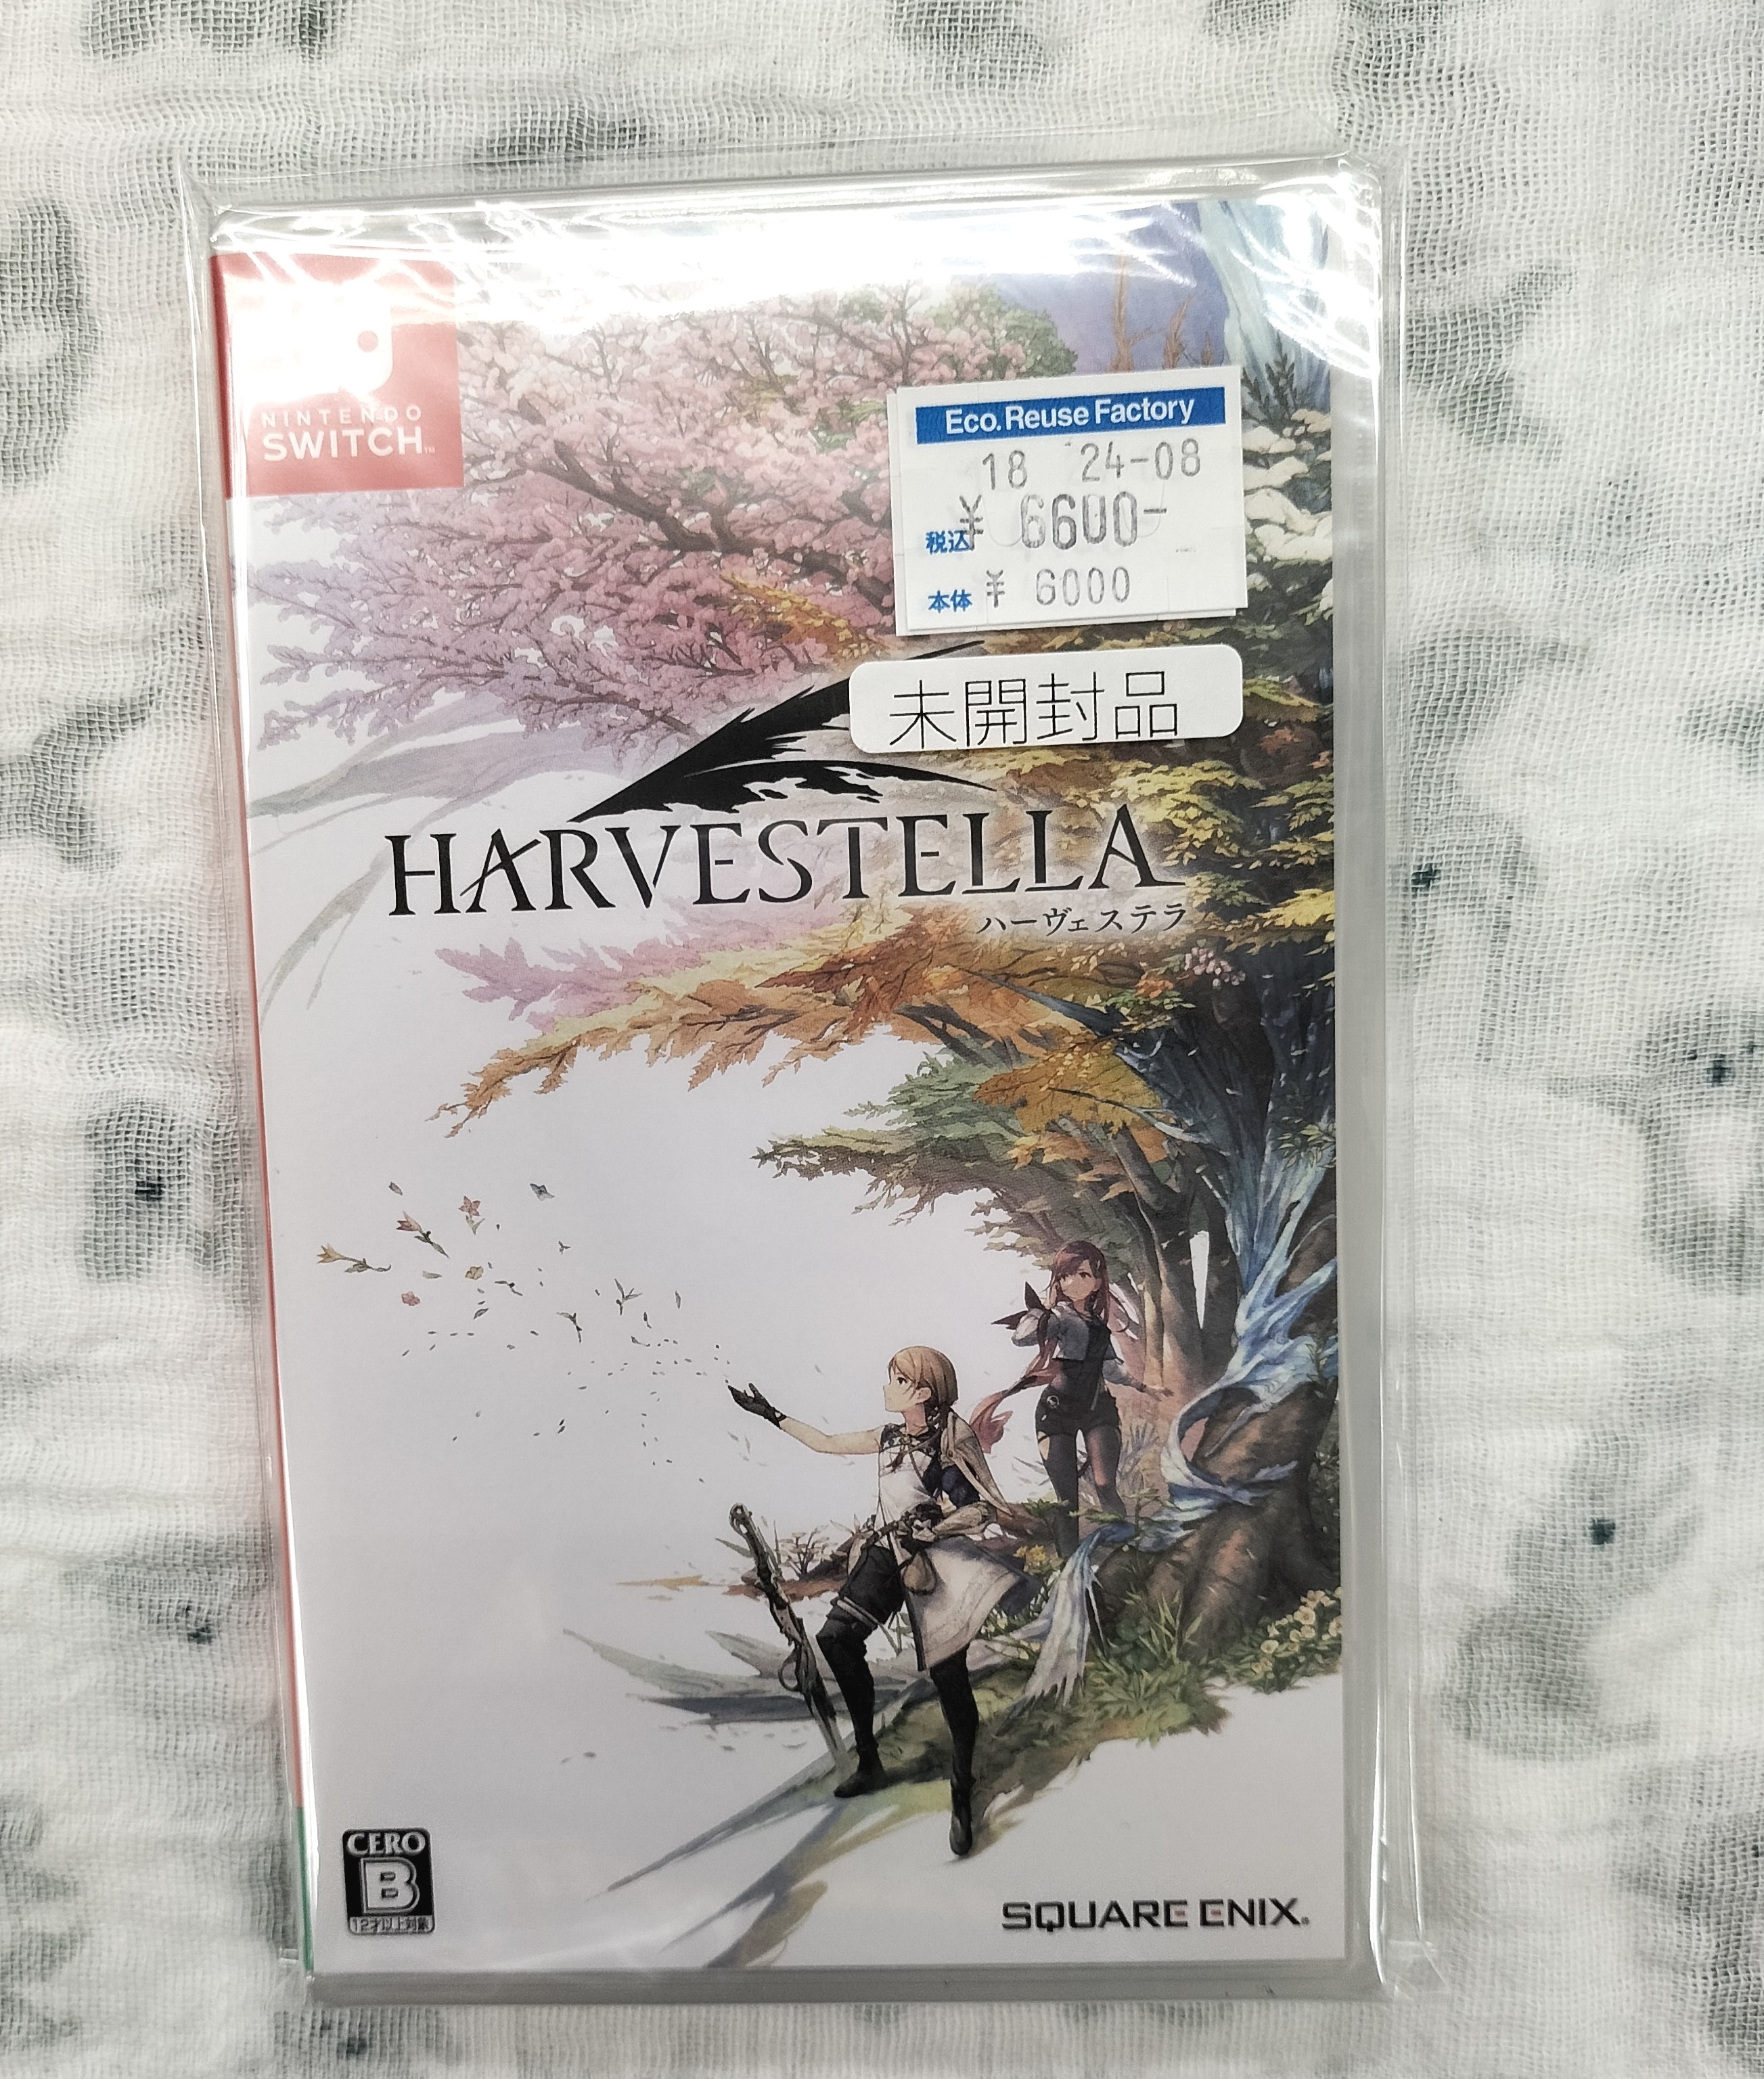 NINTENDO
SWITCH™
Eco. Reuse Factory
18 '24-08
税込 ¥ 6600-
本体 ¥ 6000
未開封品
HARVESTELLA
ハーヴェステラ
CERO
B
12才以上対象
SQUARE ENIX®